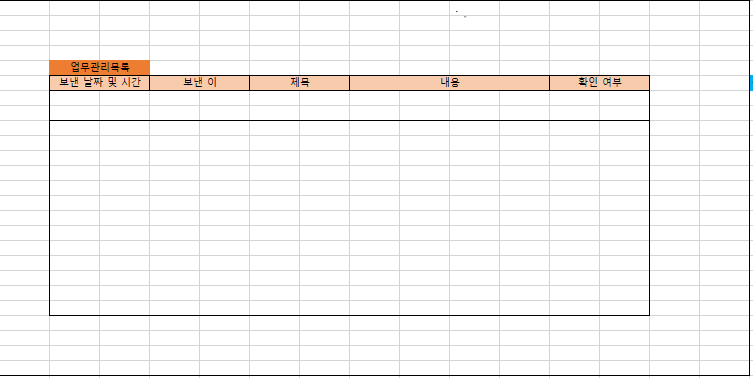 업무관리목록
보낸 날짜 및 시간 보낸 이 제목 내용 확인 여부